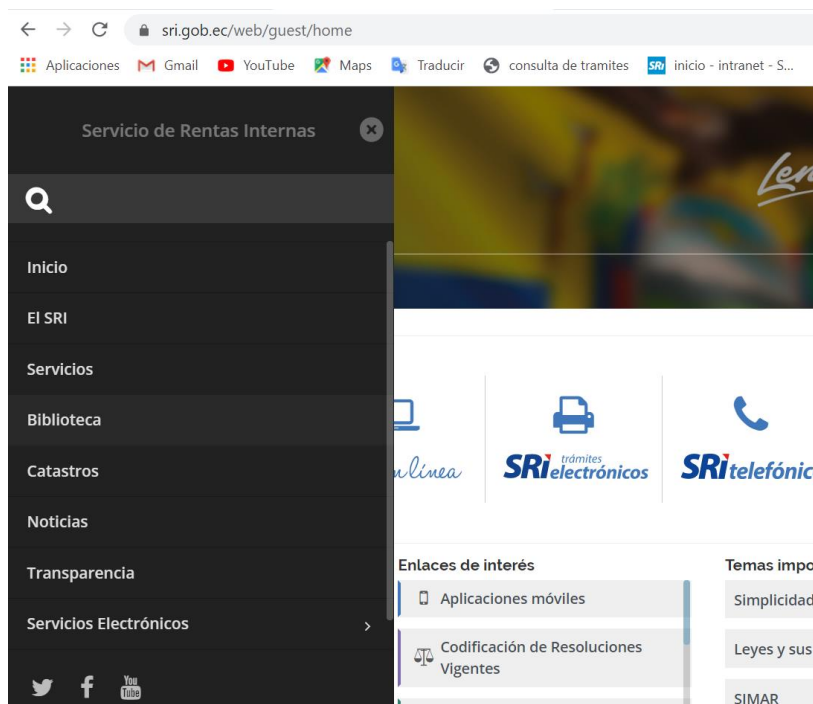 sri.gob.ec/web/guest/home
Aplicaciones Gmail YouTube Maps Traducir consulta de tramites SRi inicio - intranet - S...
Servicio de Rentas Internas
Inicio
El SRI
Servicios
Biblioteca
Catastros
Noticias
Transparencia
Servicios Electrónicos
You
Tube
línea
SRi trámites
electrónicos
SRi telefónic
Enlaces de interés
Aplicaciones móviles
Codificación de Resoluciones
Vigentes
Temas impo
Simplicidad
Leyes y sus
SIMAR